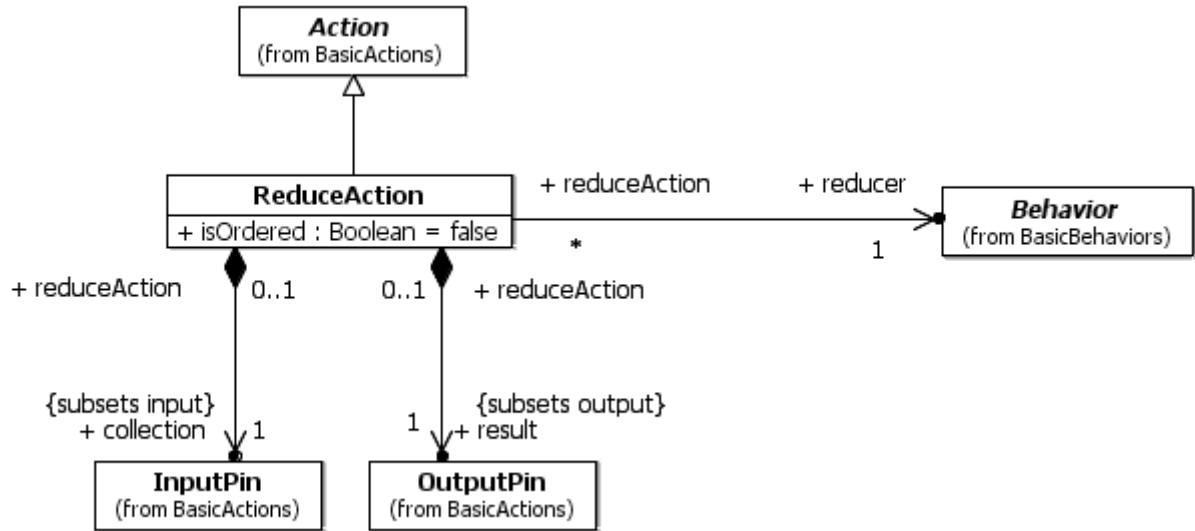 Action
(from BasicActions)
ReduceAction
+ isOrdered : Boolean = false
+ reduceAction
+ reducer
*
1
Behavior
(from BasicBehaviors)
+ reduceAction
0..1
0..1
+ reduceAction
{subsets input}
+ collection
1
{subsets output}
1
+ result
InputPin
(from BasicActions)
OutputPin
(from BasicActions)